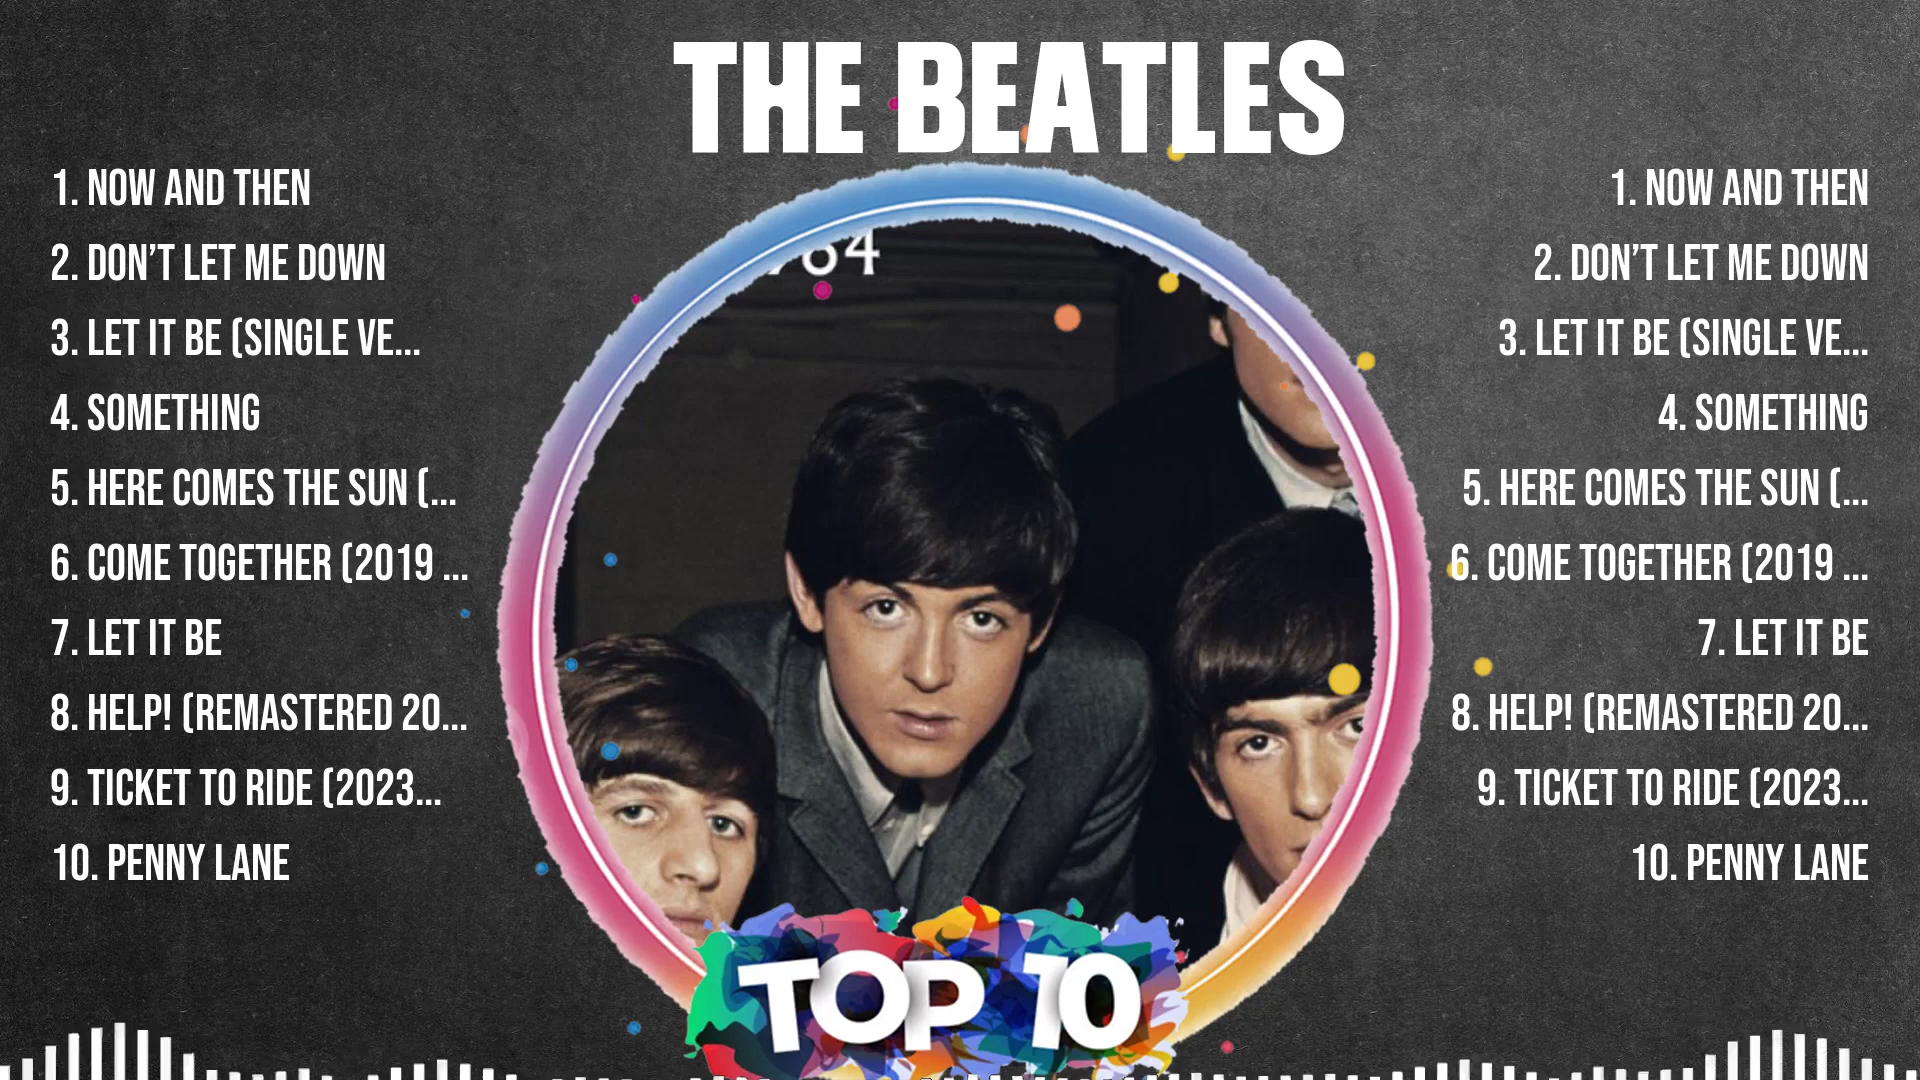 THE BEATLES
1. NOW AND THEN
2. DON’T LET ME DOWN
3. LET IT BE (SINGLE VE...
4. SOMETHING
5. HERE COMES THE SUN (...
6. COME TOGETHER (2019 ...
7. LET IT BE
8. HELP! (REMASTERED 20...
9. TICKET TO RIDE (2023...
10. PENNY LANE
64
1. NOW AND THEN
2. DON’T LET ME DOWN
3. LET IT BE (SINGLE VE...
4. SOMETHING
5. HERE COMES THE SUN (...
6. COME TOGETHER (2019 ...
7. LET IT BE
8. HELP! (REMASTERED 20...
9. TICKET TO RIDE (2023...
10. PENNY LANE
TOP 10